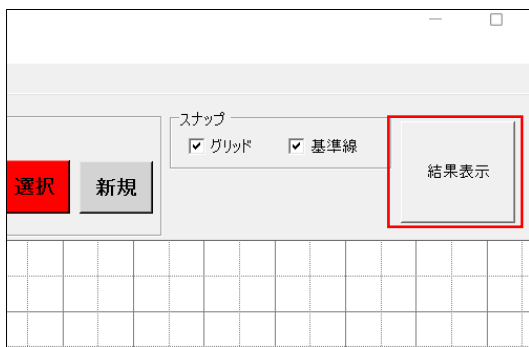 スナップ
グリッド 基準線
選択 新規 結果表示